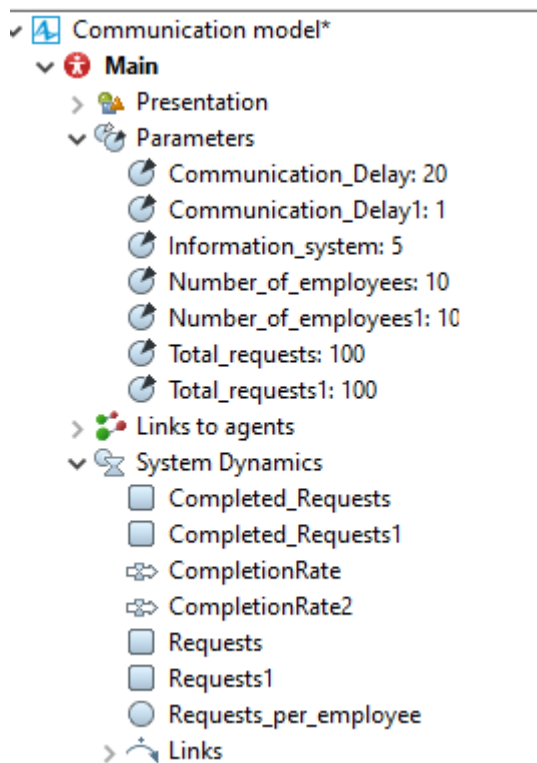 Communication model*
Main
Presentation
Parameters
Communication_Delay: 20
Communication_Delay1: 1
Information_system: 5
Number_of_employees: 10
Number_of_employees1: 10
Total_requests: 100
Total_requests1: 100
Links to agents
System Dynamics
Completed_Requests
Completed_Requests1
CompletionRate
CompletionRate2
Requests
Requests1
Requests_per_employee
Links